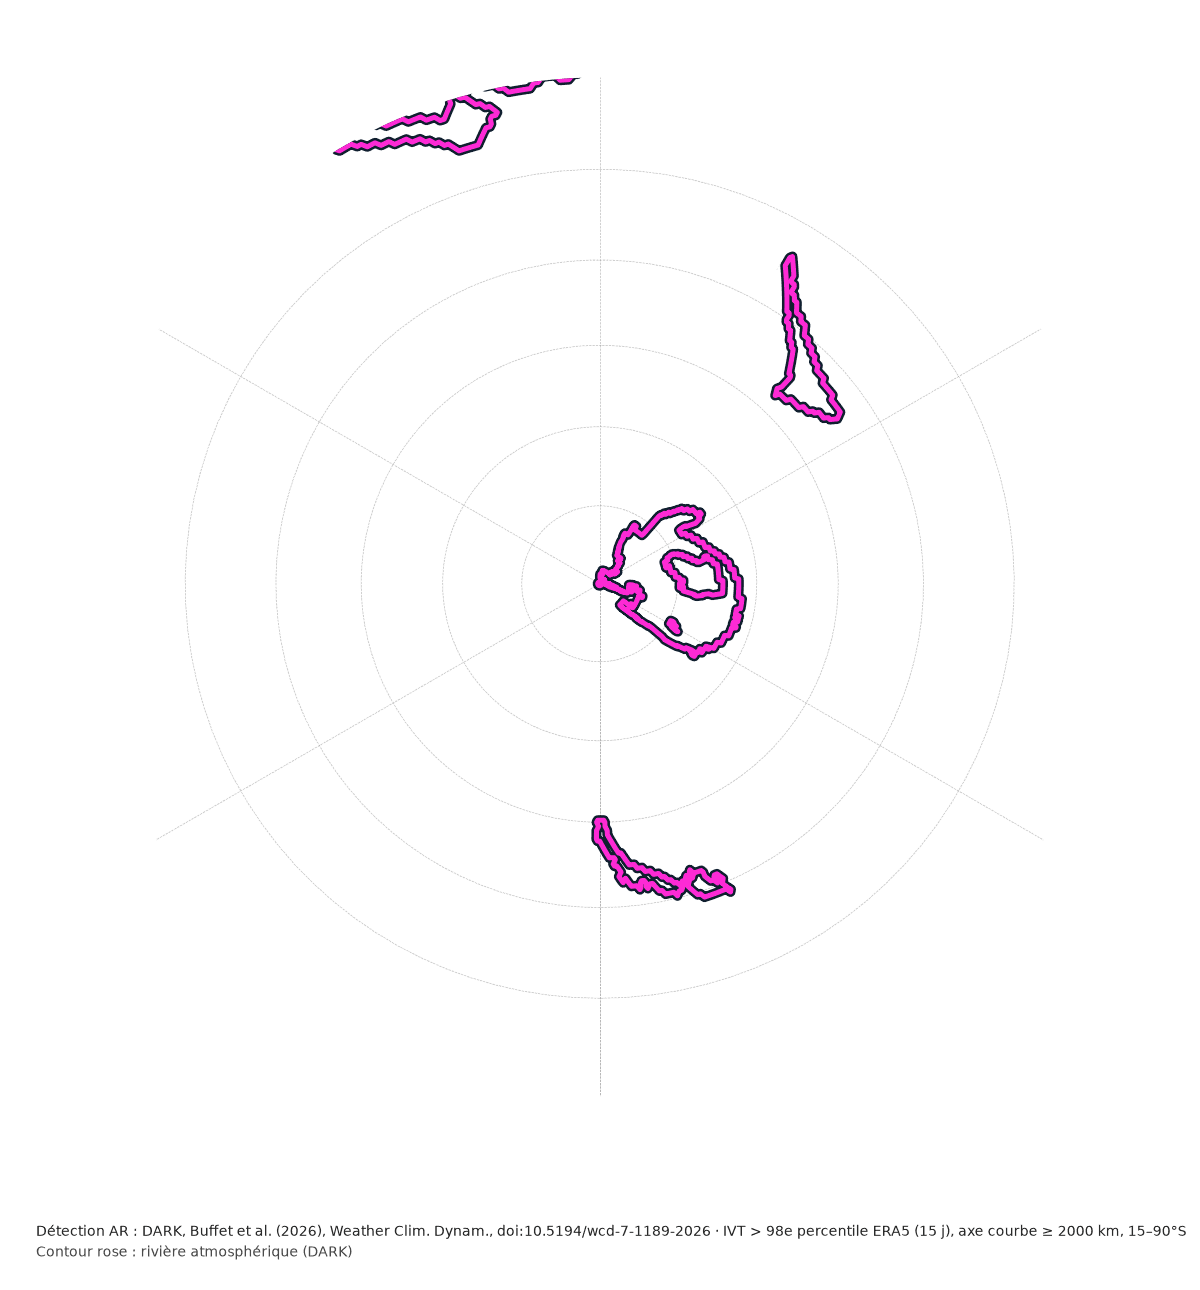 Détection AR : DARK, Buffet et al. (2026), Weather Clim. Dynam., doi:10.5194/wcd-7-1189-2026 · IVT > 98e percentile ERA5 (15 j), axe courbe ≥ 2000 km, 15–90°S
Contour rose : rivière atmosphérique (DARK)